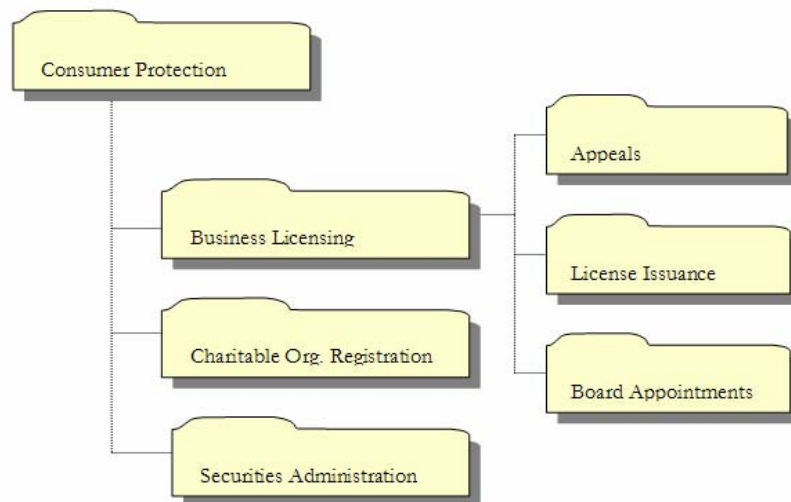 Consumer Protection
Business Licensing
Charitable Org. Registration
Securities Administration
Appeals
License Issuance
Board Appointments